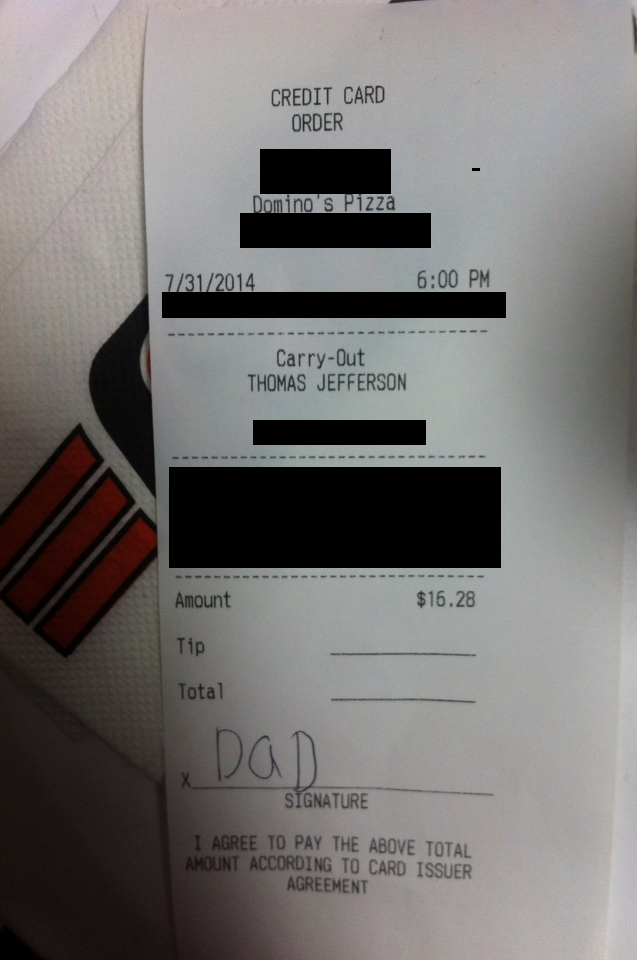 CREDIT CARD
ORDER
Domino's Pizza
7/31/2014 6:00 PM
Carry-Out
THOMAS JEFFERSON
Amount $16.28
Tip
Total
X DaD
SIGNATURE
I AGREE TO PAY THE ABOVE TOTAL
AMOUNT ACCORDING TO CARD ISSUER
AGREEMENT